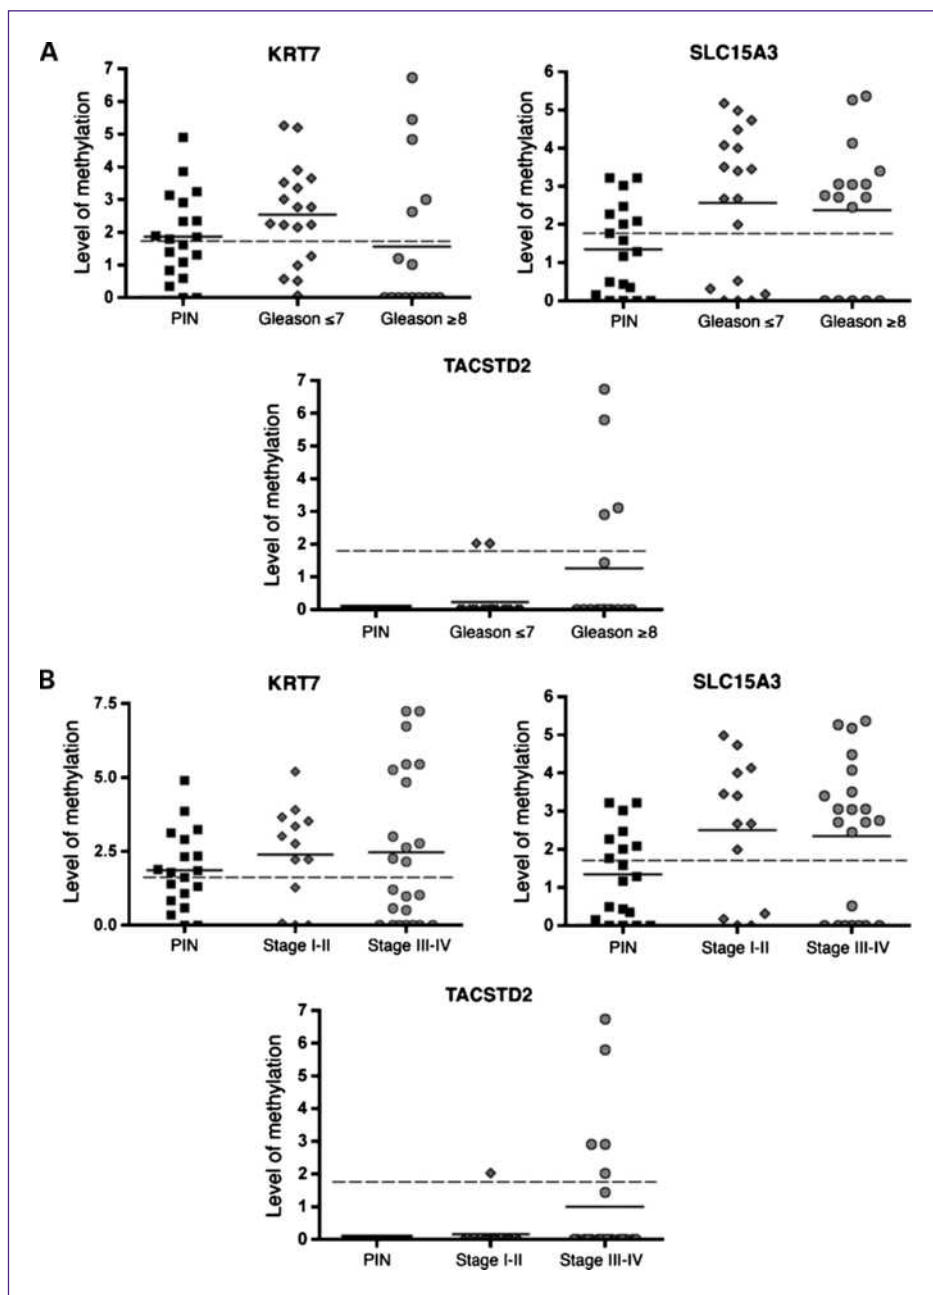 A
KRT7
Level of methylation
7
6
5
4
3
2
1
0
PIN
Gleason ≤7
Gleason ≥8
SLC15A3
Level of methylation
6
5
4
3
2
1
0
PIN
Gleason ≤7
Gleason ≥8
TACSTD2
Level of methylation
7
6
5
4
3
2
1
0
PIN
Gleason ≤7
Gleason ≥8
B
KRT7
Level of methylation
7.5
5.0
2.5
0.0
PIN
Stage I-II
Stage III-IV
SLC15A3
Level of methylation
6
5
4
3
2
1
0
PIN
Stage I-II
Stage III-IV
TACSTD2
Level of methylation
7
6
5
4
3
2
1
0
PIN
Stage I-II
Stage III-IV